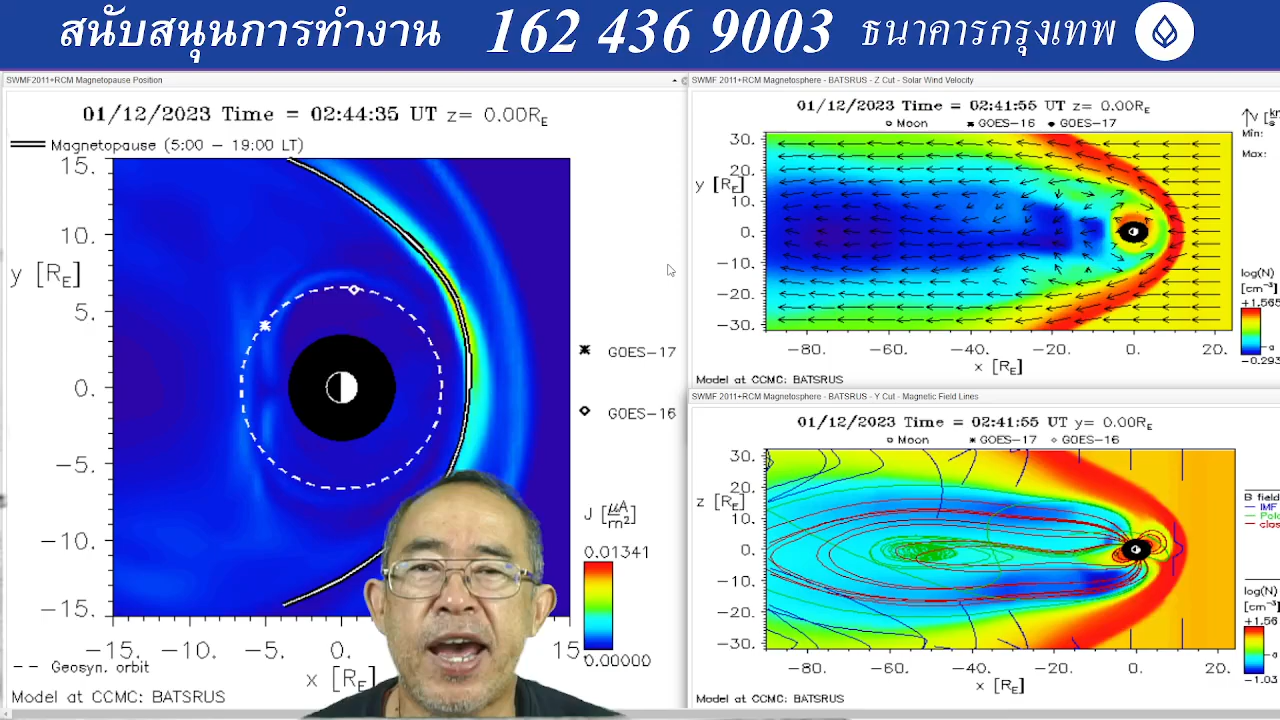 สนับสนุนการทำงาน 162 436 9003 ธนาคารกรุงเทพ
SWMF2011+RCM Magnetopause Position
01/12/2023 Time = 02:44:35 UT z= 0.00RE
Magnetopause (5:00 – 19:00 LT)
15.
10.
5.
0.
−5.
−10.
−15.
y [RE]
−15. −10. −5. 0. 15.
x [RE]
GOES−17
GOES−16
J [μA/m²]
0.01341
0.00000
Geosyn. orbit
Model at CCMC: BATSRUS
SWMF 2011+RCM Magnetosphere - BATSRUS - Z Cut - Solar Wind Velocity
01/12/2023 Time = 02:41:55 UT z= 0.00RE
Moon GOES−16 GOES−17
30.
20.
10.
0.
−10.
−20.
−30.
y [RE]
−80. −60. −40. −20. 0. 20.
x [RE]
Min:
Max:
log(N)
[cm⁻³]
+1.565
−0.293
Model at CCMC: BATSRUS
SWMF 2011+RCM Magnetosphere - BATSRUS - Y Cut - Magnetic Field Lines
01/12/2023 Time = 02:41:55 UT y= 0.00RE
Moon GOES−17 GOES−16
30.
20.
10.
0.
−10.
−20.
−30.
z [RE]
−80. −60. −40. −20. 0. 20.
x [RE]
B field
IMF
log(N)
[cm⁻³]
+1.56
−1.03
Model at CCMC: BATSRUS